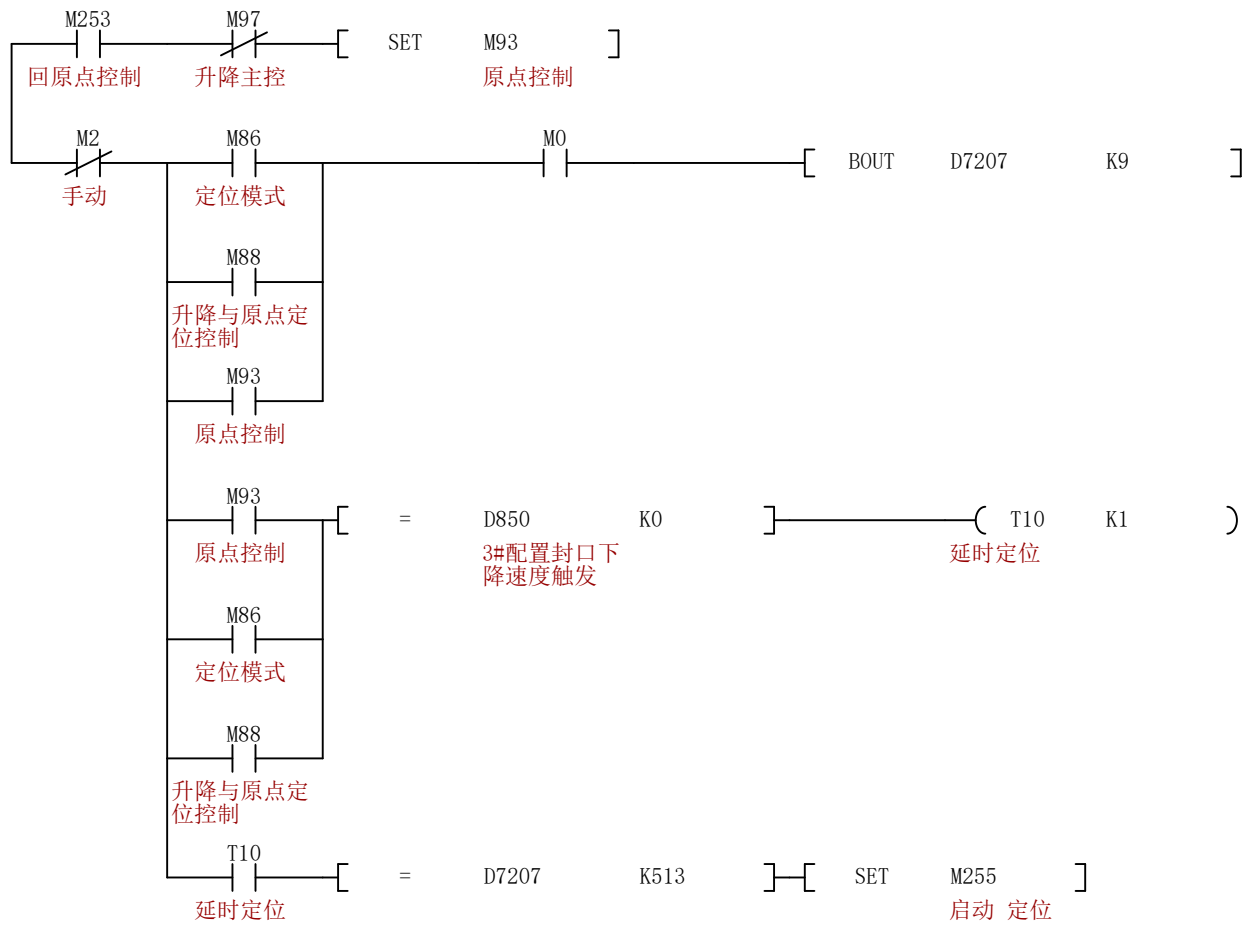 M253 M97
SET M93
回原点控制 升降主控 原点控制
M2 M86 M0
BOUT D7207 K9
手动 定位模式
M88
升降与原点定
位控制
M93
原点控制
M93
= D850 K0 T10 K1
原点控制 3#配置封口下 延时定位
降速度触发
M86
定位模式
M88
升降与原点定
位控制
T10
= D7207 K513 SET M255
延时定位 启动 定位